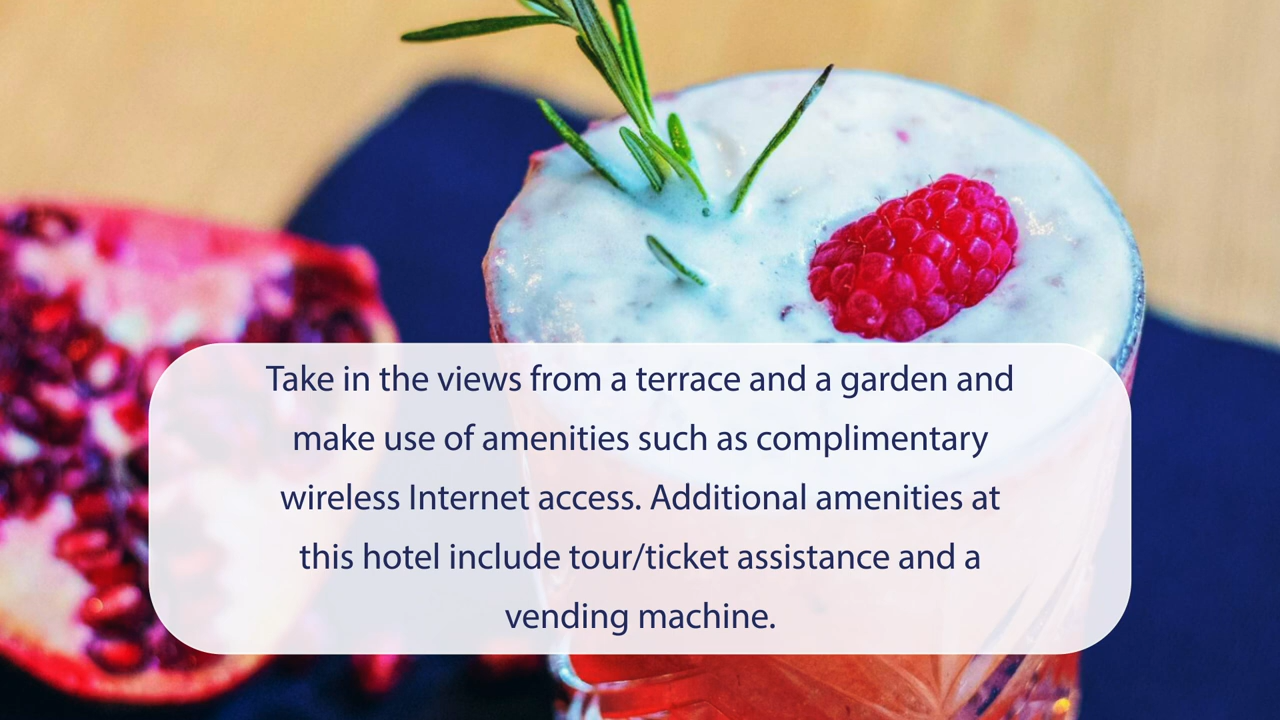 Take in the views from a terrace and a garden and
make use of amenities such as complimentary
wireless Internet access. Additional amenities at
this hotel include tour/ticket assistance and a
vending machine.